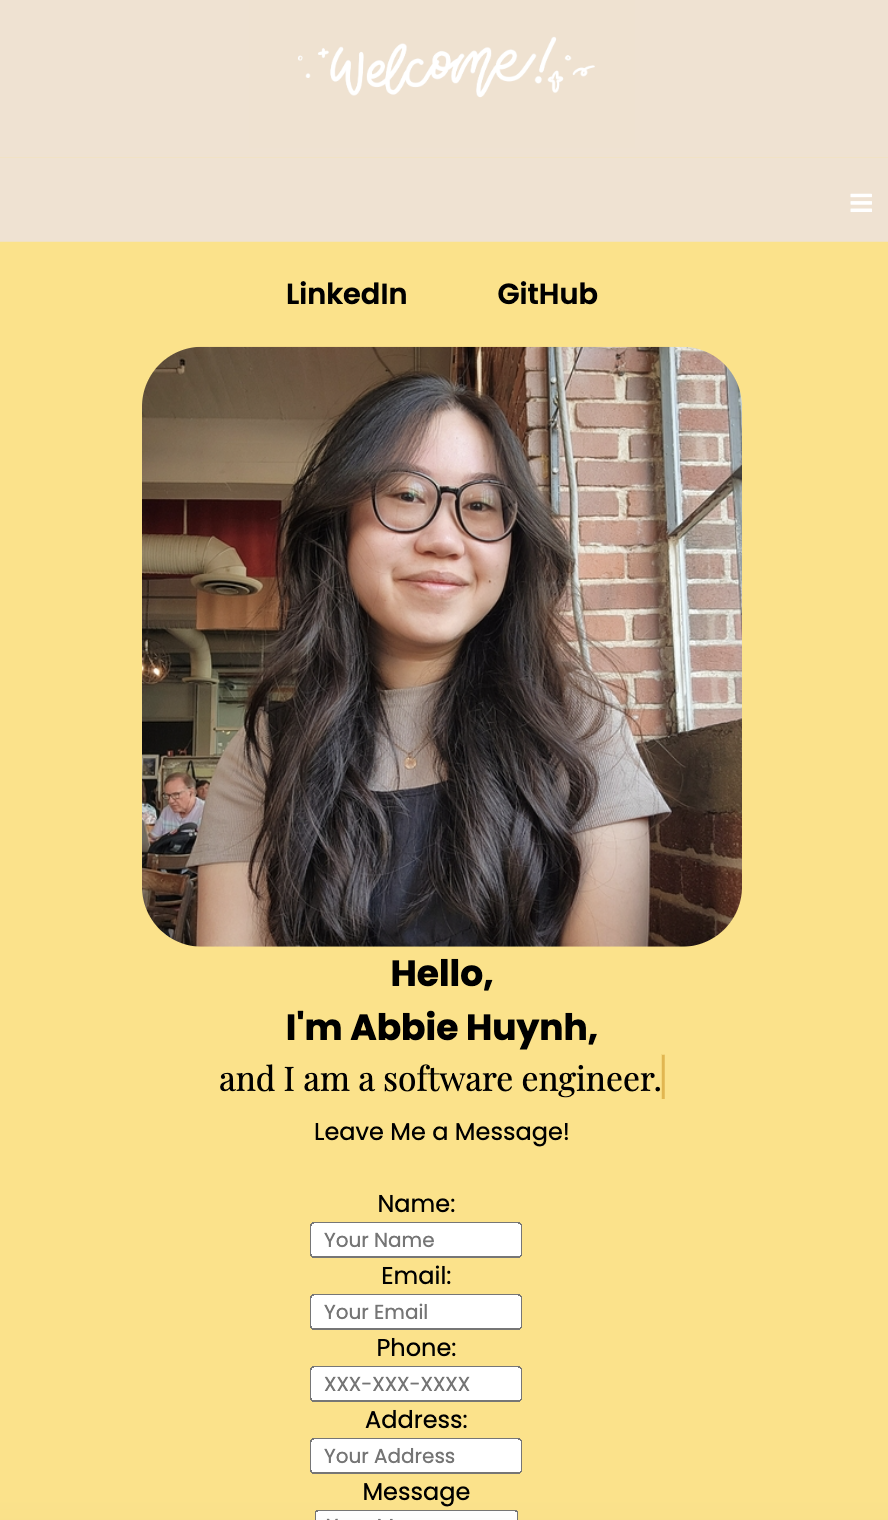 Welcome!
LinkedIn GitHub
Hello,
I'm Abbie Huynh,
and I am a software engineer.
Leave Me a Message!
Name:
Your Name
Email:
Your Email
Phone:
XXX-XXX-XXXX
Address:
Your Address
Message